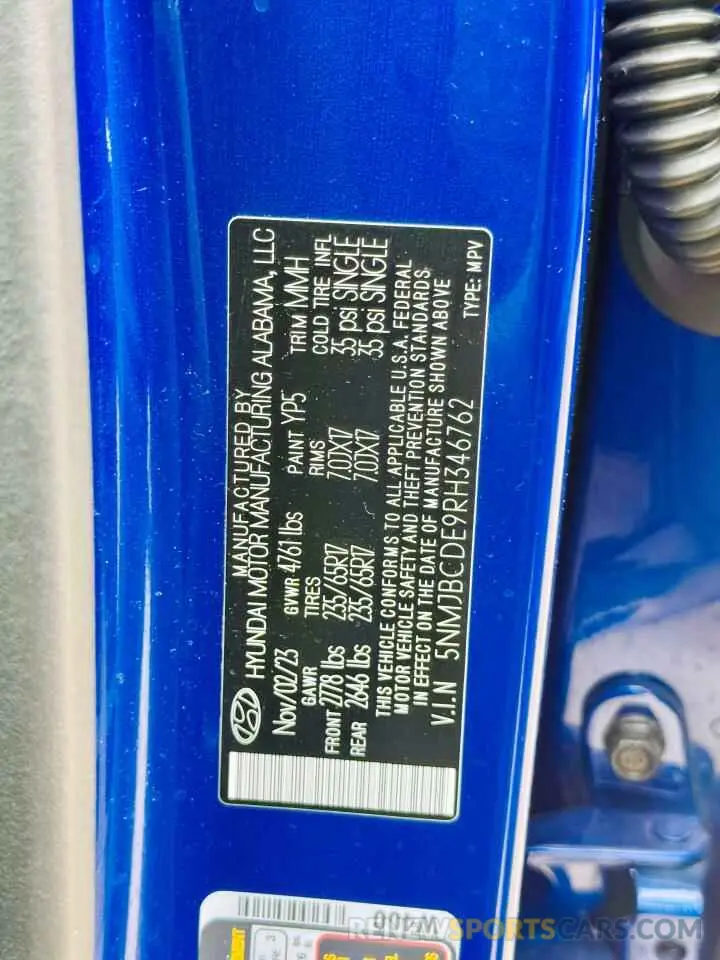 MANUFACTURED BY
HYUNDAI MOTOR MANUFACTURING ALABAMA, LLC
Nov/02/23 GVWR 4761 lbs PAINT YP5 TRIM MMH
GAWR TIRES RIMS COLD TIRE INFL
FRONT 2778 lbs 235/65R17 7.0JX17 35 psi SINGLE
REAR 2646 lbs 235/65R17 7.0JX17 35 psi SINGLE
THIS VEHICLE CONFORMS TO ALL APPLICABLE U.S.A. FEDERAL
MOTOR VEHICLE SAFETY AND THEFT PREVENTION STANDARDS
IN EFFECT ON THE DATE OF MANUFACTURE SHOWN ABOVE
V.I.N 5NMJBCDE9RH346762
TYPE: MPV
W400
RENEWSPORTSCARS.COM